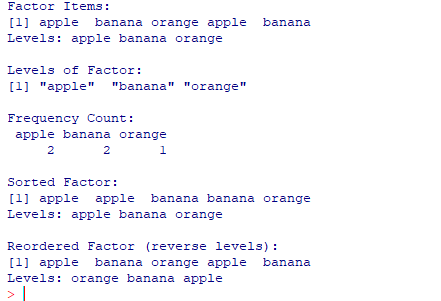 Factor Items:
[1] apple  banana orange apple  banana
Levels: apple banana orange

Levels of Factor:
[1] "apple"  "banana" "orange"

Frequency Count:
 apple banana orange
     2      2      1

Sorted Factor:
[1] apple  apple  banana banana orange
Levels: apple banana orange

Reordered Factor (reverse levels):
[1] apple  banana orange apple  banana
Levels: orange banana apple
>